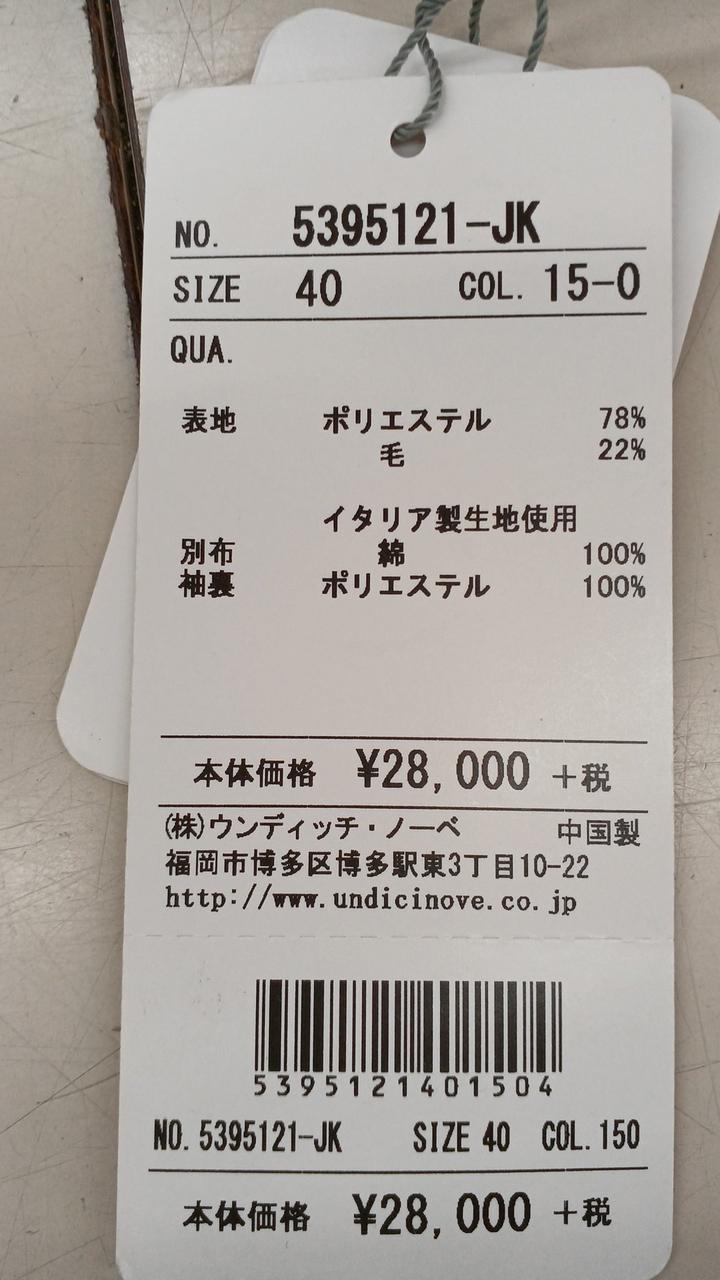 NO. 5395121-JK
SIZE 40 COL. 15-0
QUA.
表地 ポリエステル 78%
毛 22%
イタリア製生地使用
別布 綿 100%
袖裏 ポリエステル 100%
本体価格 ¥28,000 +税
(株)ウンディッチ・ノーベ 中国製
福岡市博多区博多駅東3丁目10-22
http://www.undicinove.co.jp
5395121401504
NO. 5395121-JK SIZE 40 COL. 150
本体価格 ¥28,000 +税